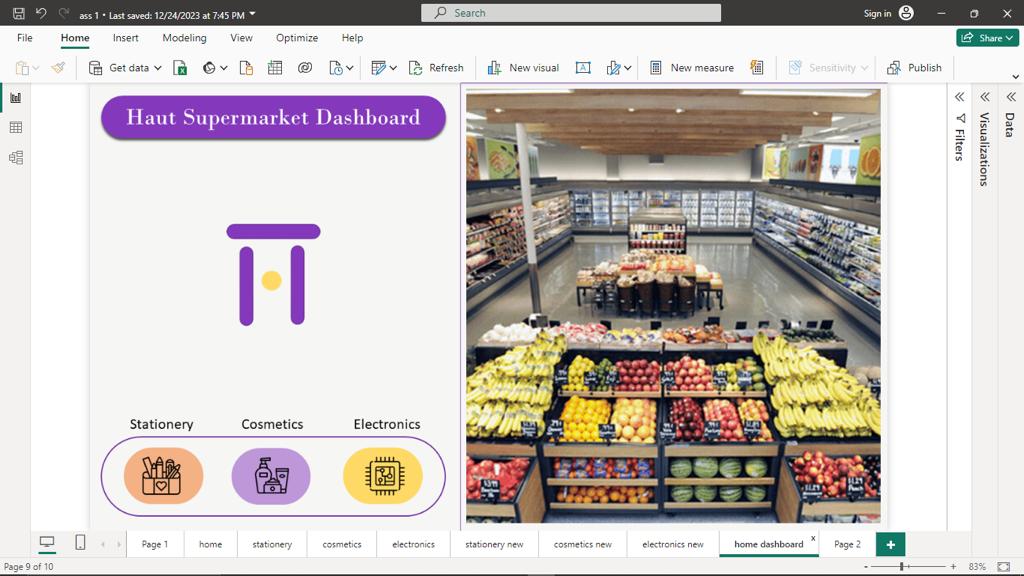 ass 1 • Last saved: 12/24/2023 at 7:45 PM
Search
Sign in
File
Home
Insert
Modeling
View
Optimize
Help
Share
Get data
Refresh
New visual
New measure
Sensitivity
Publish
Haut Supermarket Dashboard
Filters
Visualizations
Data
Stationery
Cosmetics
Electronics
Page 1
home
stationery
cosmetics
electronics
stationery new
cosmetics new
electronics new
home dashboard
x
Page 2
+
Page 9 of 10
- + 83%